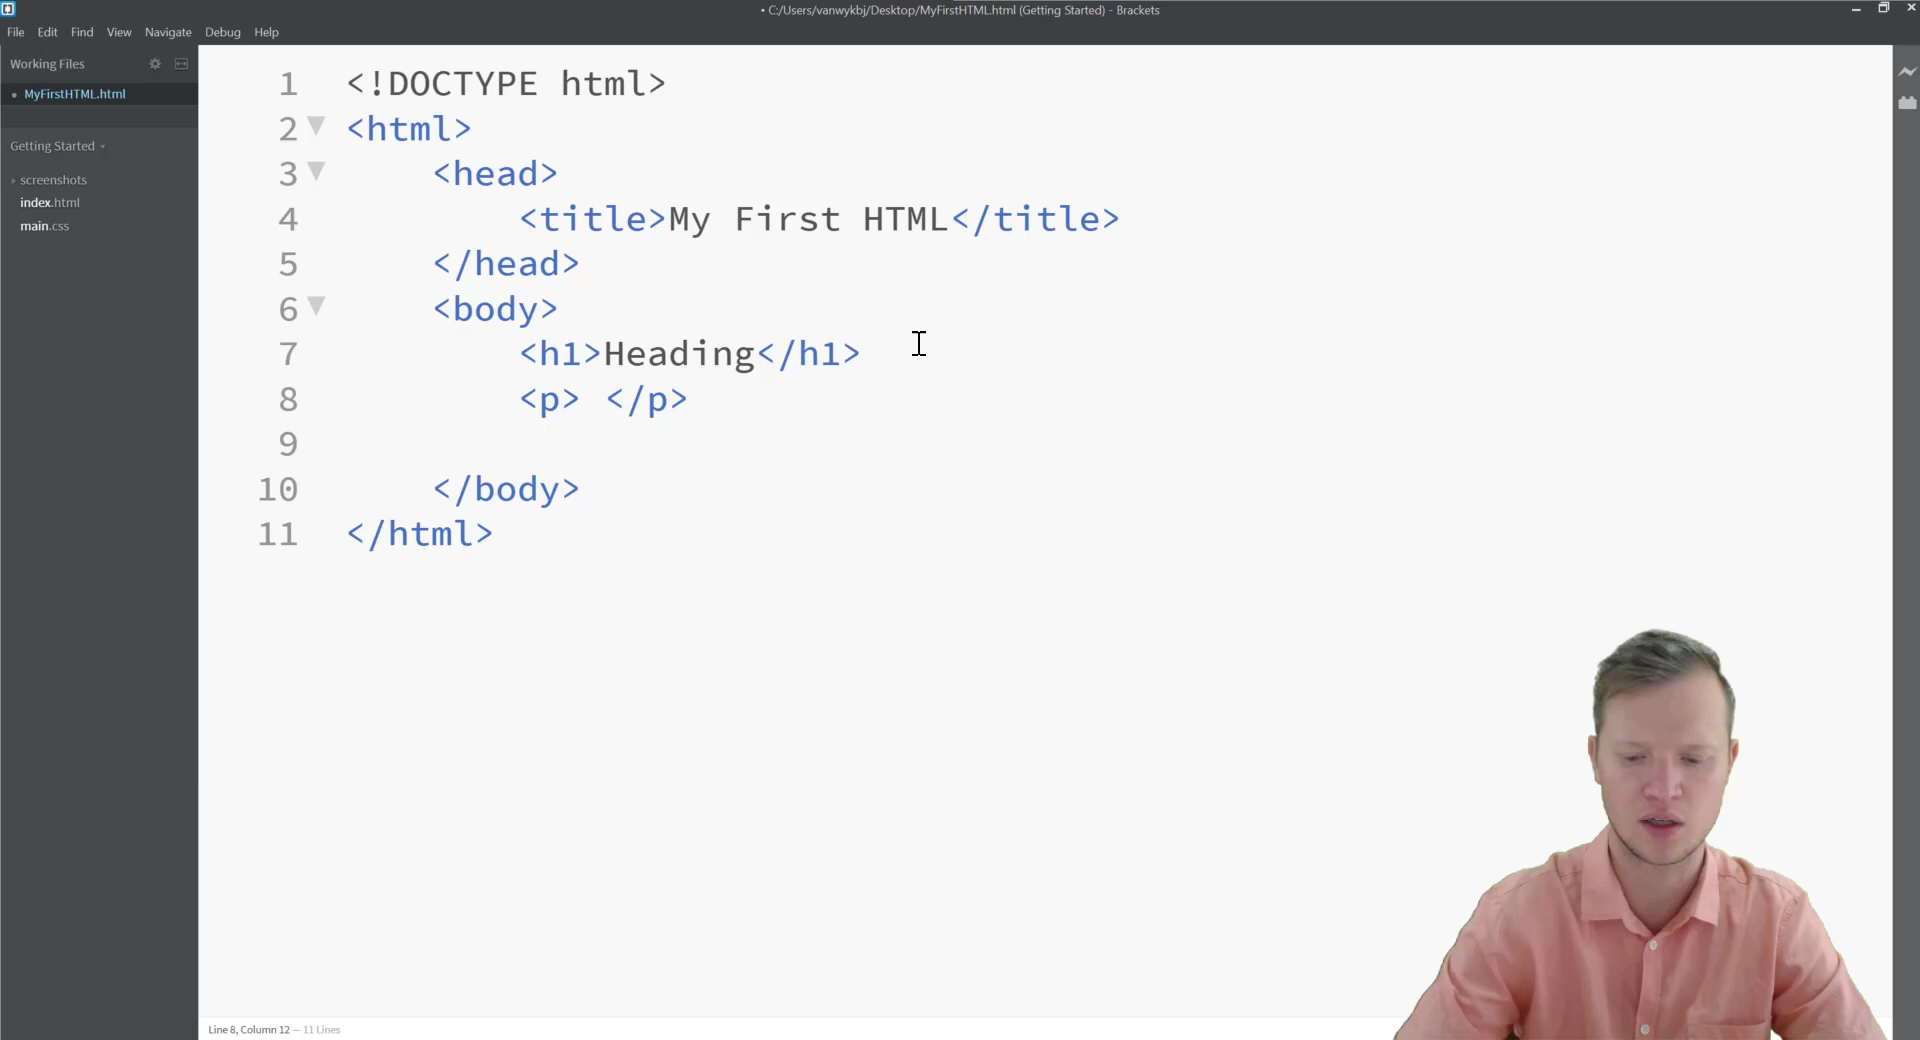 • C:/Users/vanwykbj/Desktop/MyFirstHTML.html (Getting Started) - Brackets
File Edit Find View Navigate Debug Help
Working Files
• MyFirstHTML.html
Getting Started
screenshots
index.html
main.css
1 <!DOCTYPE html>
2 <html>
3 <head>
4 <title>My First HTML</title>
5 </head>
6 <body>
7 <h1>Heading</h1>
8 <p> </p>
9
10 </body>
11 </html>
Line 8, Column 12 — 11 Lines